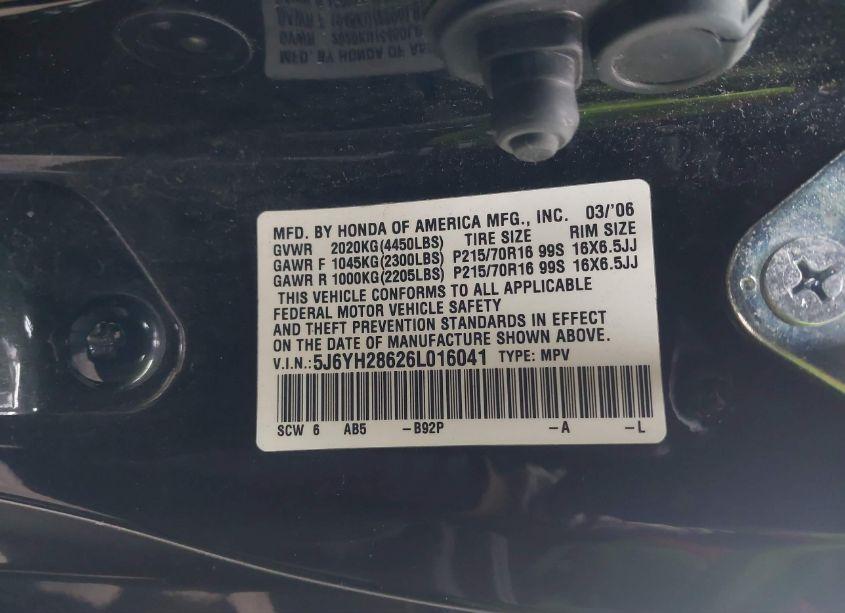 MFD. BY HONDA OF AMERICA MFG., INC. 03/'06
GVWR 2020KG(4450LBS) TIRE SIZE RIM SIZE
GAWR F 1045KG(2300LBS) P215/70R16 99S 16X6.5JJ
GAWR R 1000KG(2205LBS) P215/70R16 99S 16X6.5JJ
THIS VEHICLE CONFORMS TO ALL APPLICABLE
FEDERAL MOTOR VEHICLE SAFETY
AND THEFT PREVENTION STANDARDS IN EFFECT
ON THE DATE OF MANUFACTURE SHOWN ABOVE.
V.I.N.:5J6YH28626L016041 TYPE: MPV
SCW 6 AB5 -B92P -A -L